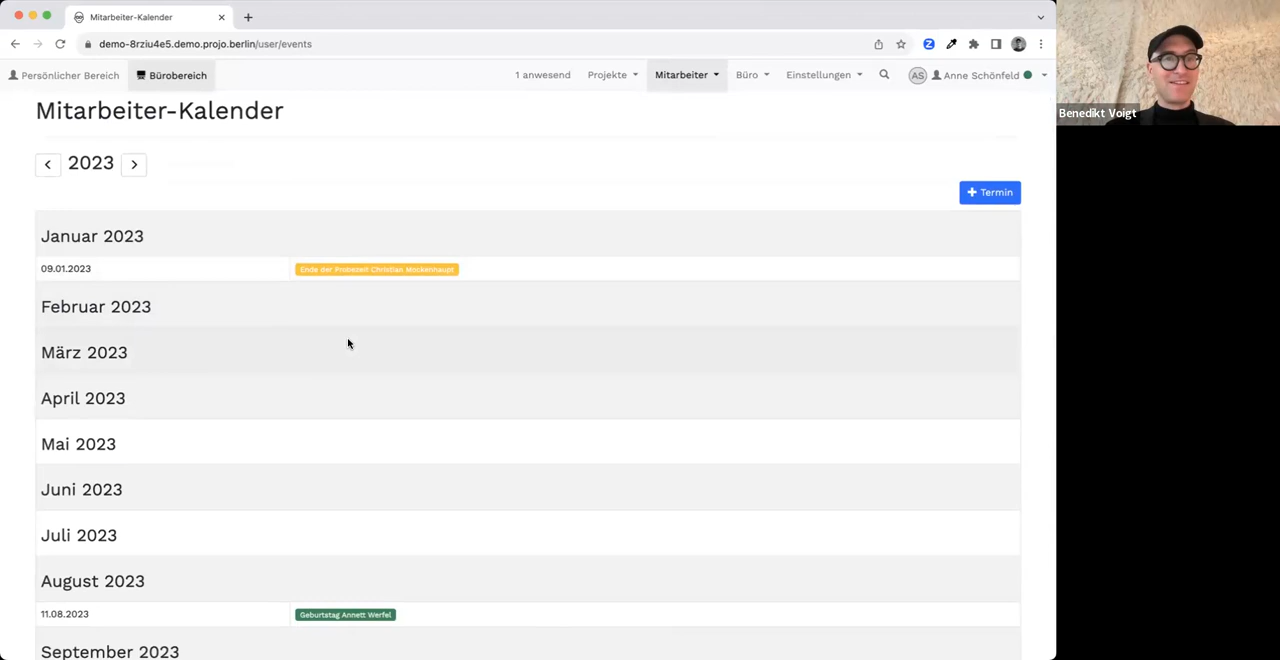 Mitarbeiter-Kalender
demo-8rziu4e5.demo.projo.berlin/user/events
Persönlicher Bereich
Bürobereich
1 anwesend
Projekte
Mitarbeiter
Büro
Einstellungen
AS
Anne Schönfeld
Benedikt Voigt
Mitarbeiter-Kalender
2023
Termin
Januar 2023
09.01.2023 Ende der Probezeit Christian Mockenhaupt
Februar 2023
März 2023
April 2023
Mai 2023
Juni 2023
Juli 2023
August 2023
11.08.2023 Geburtstag Annett Werfel
September 2023